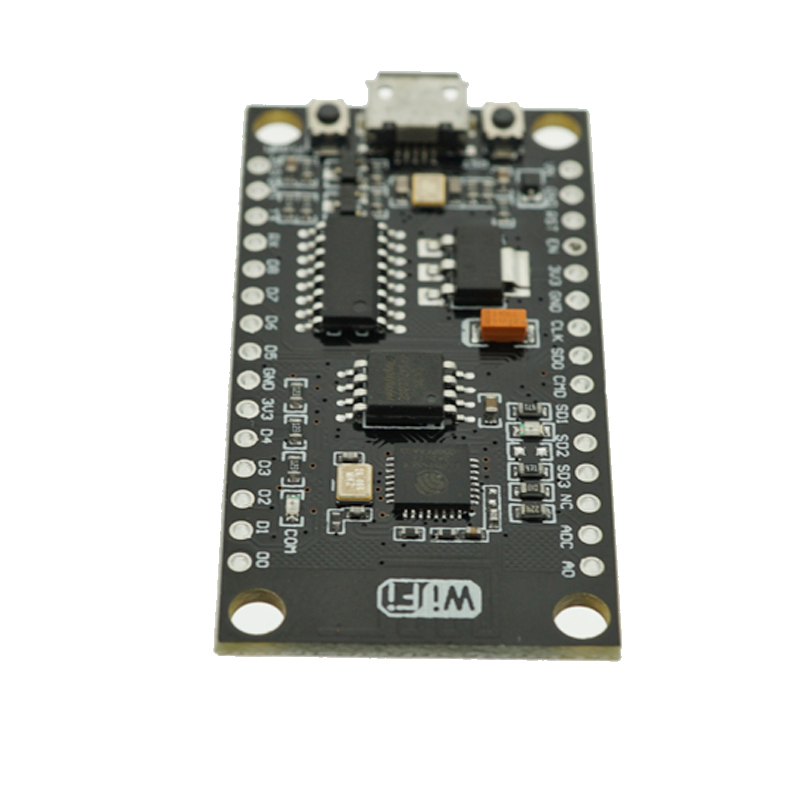 RX
D8
D7
D6
D5
GND
3V3
D4
D3
D2
D1
D0
COM
RST
EN
3V3
GND
CLK
SD0
CMD
SD1
SD2
SD3
NC
ADC
A0
WiFi